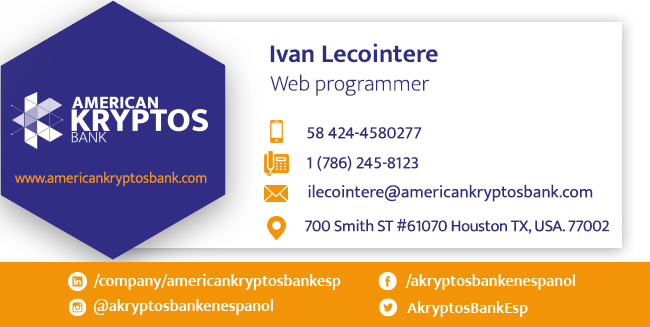 AMERICAN
KRYPTOS
BANK
www.americankryptosbank.com
Ivan Lecointere
Web programmer
58 424-4580277
1 (786) 245-8123
ilecointere@americankryptosbank.com
700 Smith ST #61070 Houston TX, USA. 77002
in /company/americankryptosbankesp
f /akryptosbankenespanol
@akryptosbankenespanol
AkryptosBankEsp